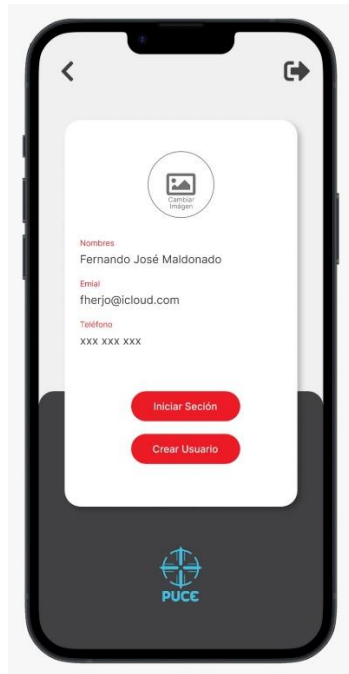 Cambiar
Imágen
Nombres
Fernando José Maldonado
Emial
fherjo@icloud.com
Teléfono
xxx xxx xxx
Iniciar Seción
Crear Usuario
PUCE